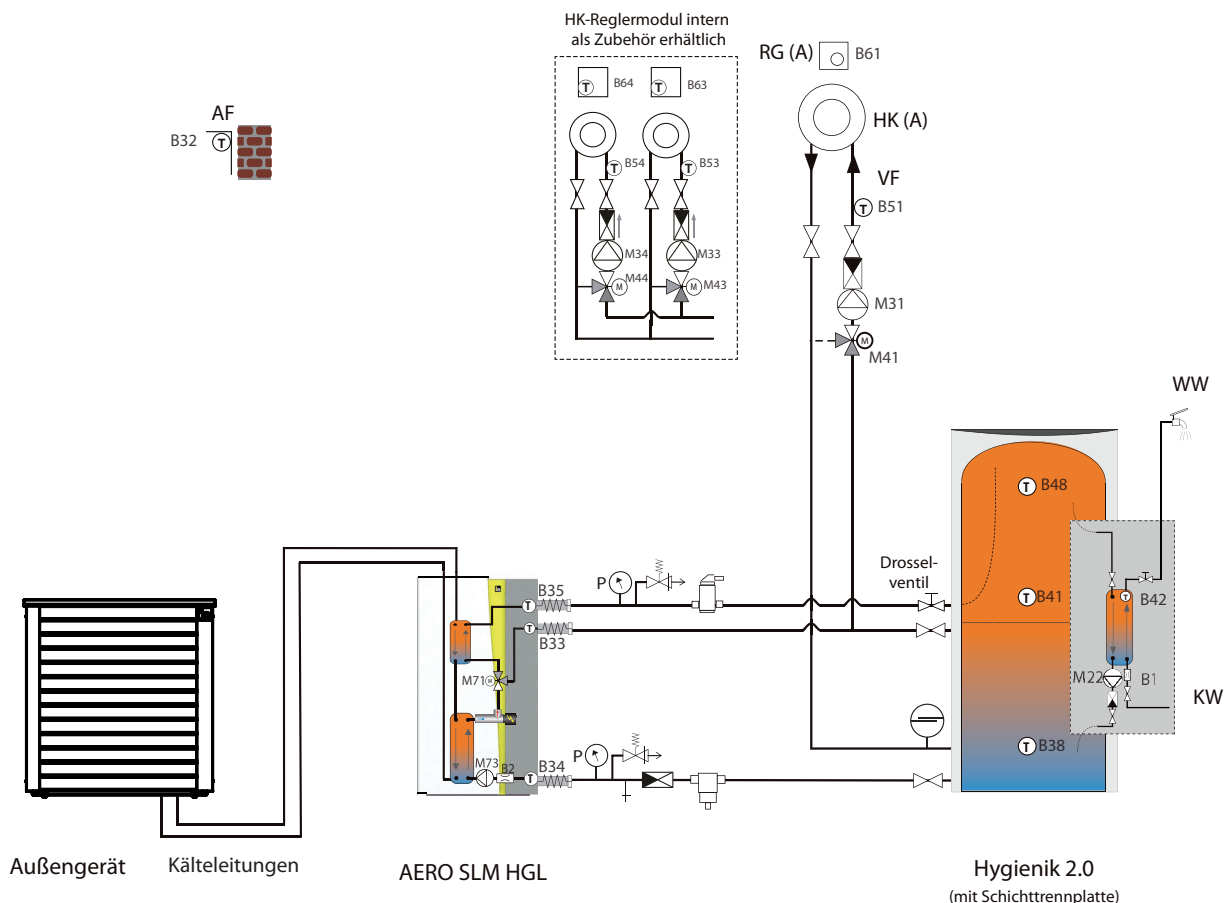 HK-Reglermodul intern
als Zubehör erhältlich
RG (A)
B61
T
B64
T
B63
AF
B32
T
HK (A)
T
B54
T
B53
VF
T
B51
M34
M33
M44
M
M43
M
M31
M
M41
WW
T
B48
Drossel-
ventil
P
B35
T
T
B41
T
B42
T
B33
M71
M
M22
B1
KW
T
B38
M73
B2
T
B34
P
Außengerät
Kälteleitungen
AERO SLM HGL
Hygienik 2.0
(mit Schichttrennplatte)